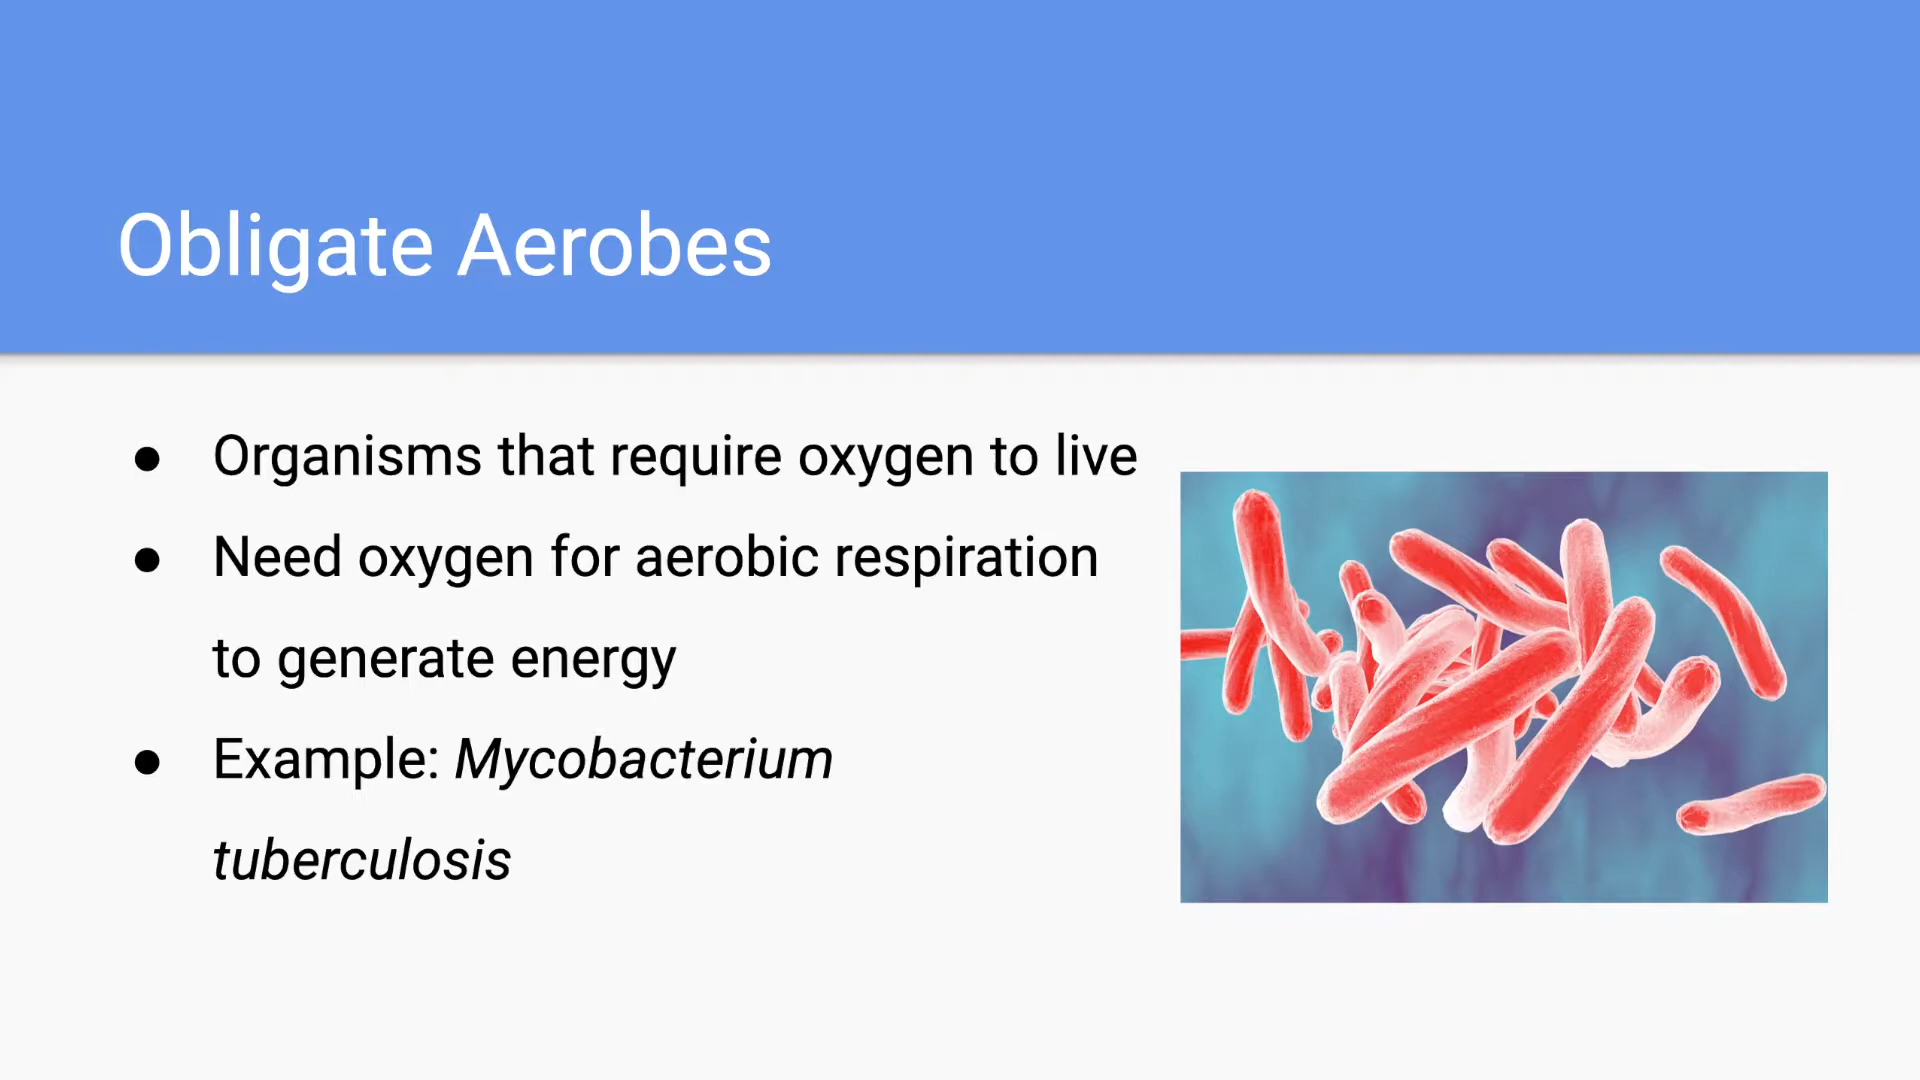 Obligate Aerobes
● Organisms that require oxygen to live
● Need oxygen for aerobic respiration
to generate energy
● Example: Mycobacterium
tuberculosis